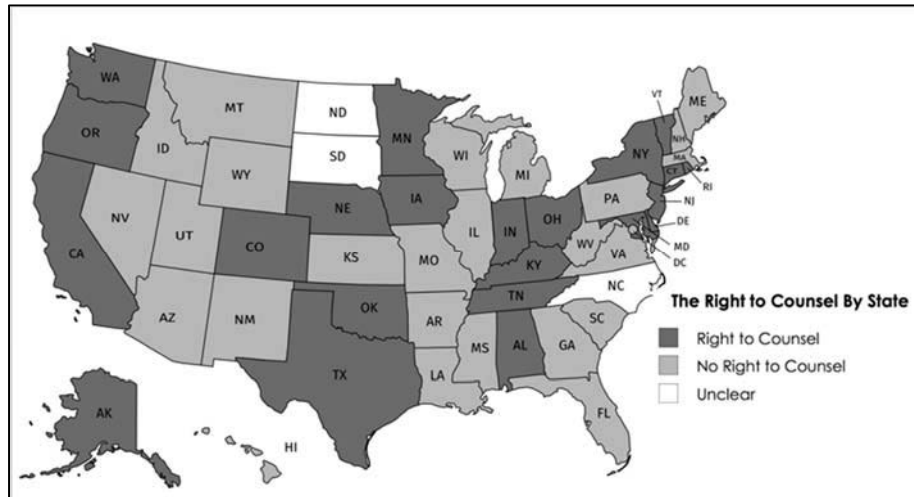 WA
MT
ND
MN
ME
VT
OR
ID
SD
WI
NY
NH
MA
WY
MI
CT
RI
NE
IA
PA
NJ
NV
UT
CO
IL
IN
OH
DE
CA
KS
MO
WV
VA
MD
KY
DC
AZ
NM
OK
AR
TN
NC
The Right to Counsel By State
TX
LA
MS
AL
GA
SC
Right to Counsel
No Right to Counsel
AK
HI
FL
Unclear